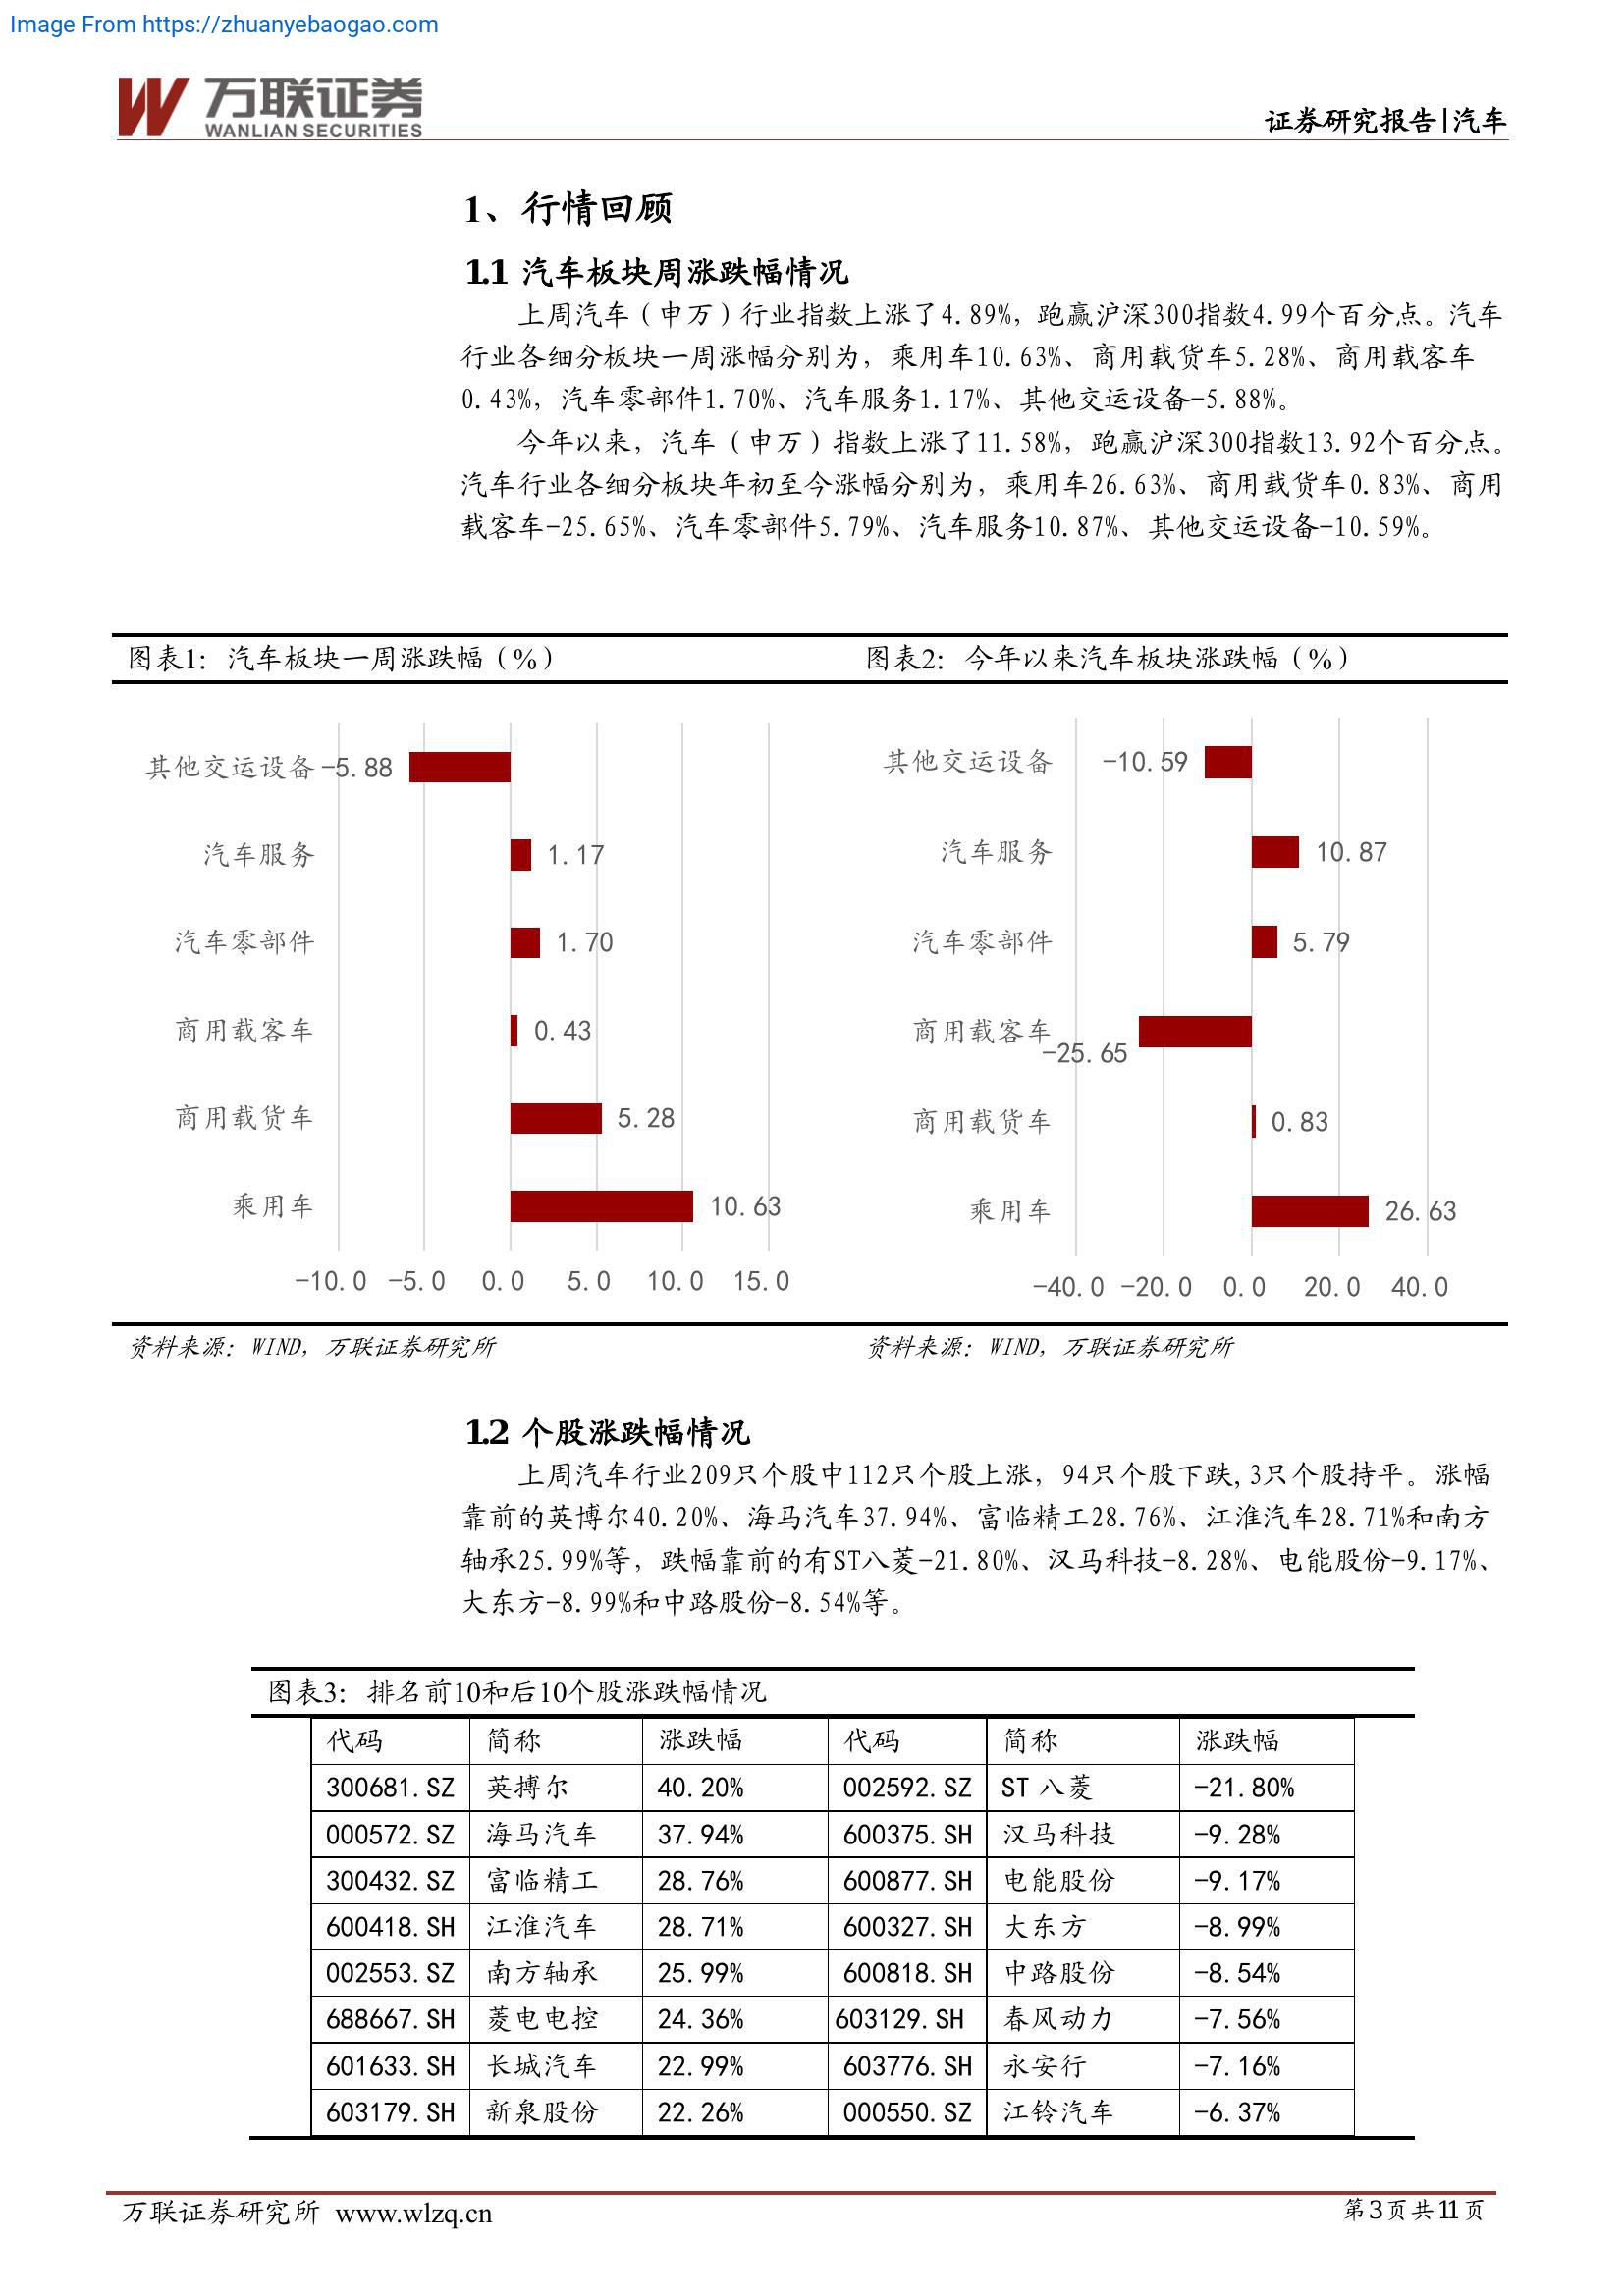 Image From https://zhuanyebaogao.com
万联证券
WANLIAN SECURITIES
证券研究报告|汽车
1、行情回顾
1.1 汽车板块周涨跌幅情况
上周汽车（申万）行业指数上涨了4.89%，跑赢沪深300指数4.99个百分点。汽车
行业各细分板块一周涨幅分别为，乘用车10.63%、商用载货车5.28%、商用载客车
0.43%，汽车零部件1.70%、汽车服务1.17%、其他交运设备-5.88%。
今年以来，汽车（申万）指数上涨了11.58%，跑赢沪深300指数13.92个百分点。
汽车行业各细分板块年初至今涨幅分别为，乘用车26.63%、商用载货车0.83%、商用
载客车-25.65%、汽车零部件5.79%、汽车服务10.87%、其他交运设备-10.59%。
图表1：汽车板块一周涨跌幅（%）
其他交运设备 -5.88
汽车服务 1.17
汽车零部件 1.70
商用载客车 0.43
商用载货车 5.28
乘用车 10.63
-10.0 -5.0 0.0 5.0 10.0 15.0
资料来源：WIND，万联证券研究所
图表2：今年以来汽车板块涨跌幅（%）
其他交运设备 -10.59
汽车服务 10.87
汽车零部件 5.79
商用载客车 -25.65
商用载货车 0.83
乘用车 26.63
-40.0 -20.0 0.0 20.0 40.0
资料来源：WIND，万联证券研究所
1.2 个股涨跌幅情况
上周汽车行业209只个股中112只个股上涨，94只个股下跌,3只个股持平。涨幅
靠前的英博尔40.20%、海马汽车37.94%、富临精工28.76%、江淮汽车28.71%和南方
轴承25.99%等，跌幅靠前的有ST八菱-21.80%、汉马科技-8.28%、电能股份-9.17%、
大东方-8.99%和中路股份-8.54%等。
图表3：排名前10和后10个股涨跌幅情况
代码 简称 涨跌幅 代码 简称 涨跌幅
300681.SZ 英搏尔 40.20% 002592.SZ ST 八菱 -21.80%
000572.SZ 海马汽车 37.94% 600375.SH 汉马科技 -9.28%
300432.SZ 富临精工 28.76% 600877.SH 电能股份 -9.17%
600418.SH 江淮汽车 28.71% 600327.SH 大东方 -8.99%
002553.SZ 南方轴承 25.99% 600818.SH 中路股份 -8.54%
688667.SH 菱电电控 24.36% 603129.SH 春风动力 -7.56%
601633.SH 长城汽车 22.99% 603776.SH 永安行 -7.16%
603179.SH 新泉股份 22.26% 000550.SZ 江铃汽车 -6.37%
万联证券研究所 www.wlzq.cn
第3页共11页